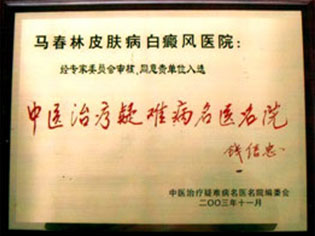 马春林皮肤病白癜风医院：
经专家委员会审核，同意贵单位入选
中医治疗疑难病名医名院
钱信忠
中医治疗疑难病名医名院编委会
二〇〇三年十一月